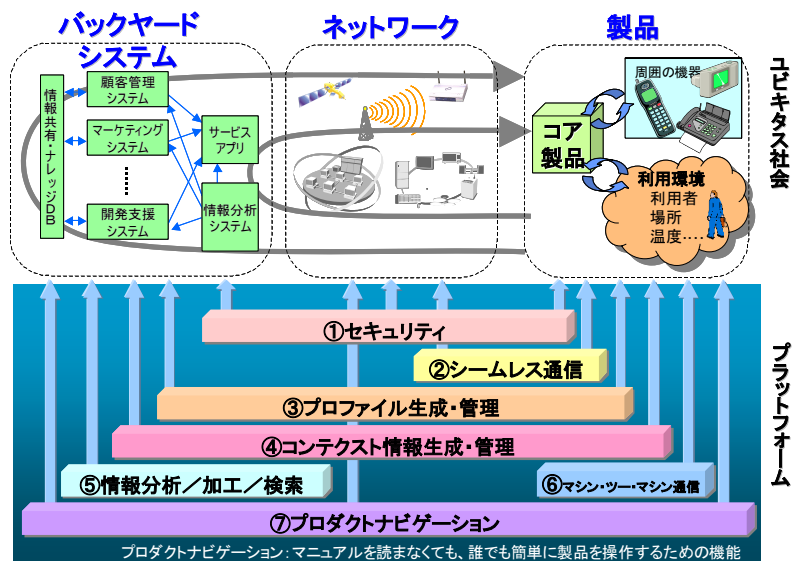 バックヤード
システム
ネットワーク
製品
情報共有・ナレッジDB
顧客管理
システム
マーケティング
システム
開発支援
システム
サービス
アプリ
情報分析
システム
コア
製品
周囲の機器
利用環境
利用者
場所
温度‥‥
ユビキタス社会
①セキュリティ
②シームレス通信
③プロファイル生成・管理
④コンテクスト情報生成・管理
⑤情報分析／加工／検索
⑥マシン・ツー・マシン通信
⑦プロダクトナビゲーション
プロダクトナビゲーション：マニュアルを読まなくても、誰でも簡単に製品を操作するための機能
プラットフォーム